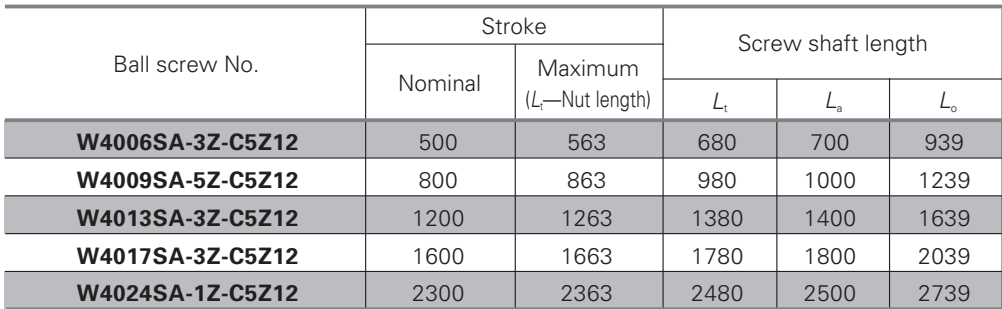 Ball screw No. Stroke Screw shaft length
Nominal Maximum
(Lt—Nut length) Lt La Lo
W4006SA-3Z-C5Z12 500 563 680 700 939
W4009SA-5Z-C5Z12 800 863 980 1000 1239
W4013SA-3Z-C5Z12 1200 1263 1380 1400 1639
W4017SA-3Z-C5Z12 1600 1663 1780 1800 2039
W4024SA-1Z-C5Z12 2300 2363 2480 2500 2739